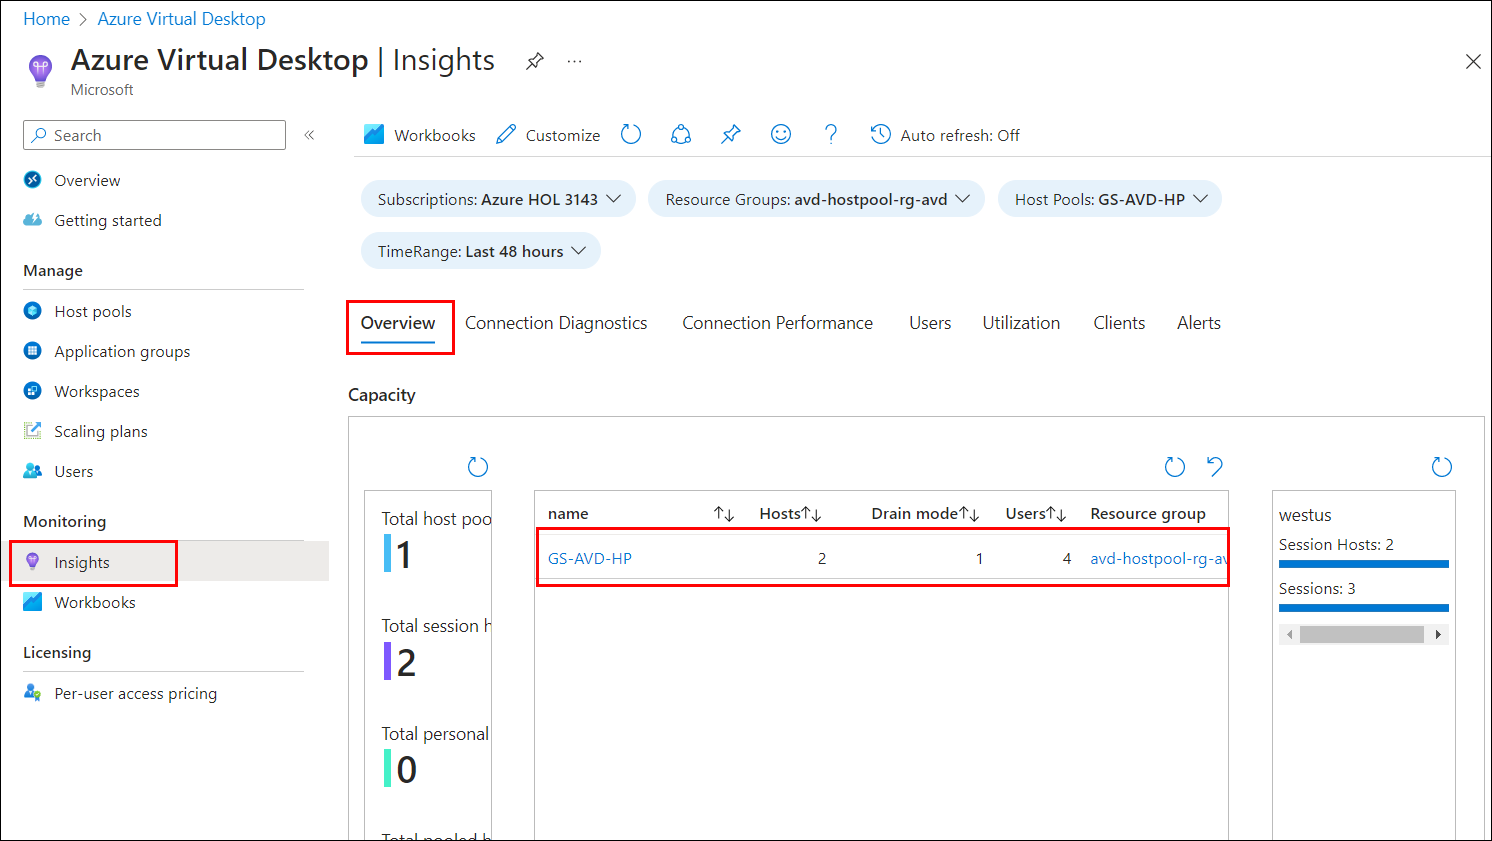 Home > Azure Virtual Desktop
Azure Virtual Desktop | Insights ...
Microsoft
Search «
Overview
Getting started
Manage
Host pools
Application groups
Workspaces
Scaling plans
Users
Monitoring
Insights
Workbooks
Licensing
Per-user access pricing
Workbooks Customize ? Auto refresh: Off
Subscriptions: Azure HOL 3143 Resource Groups: avd-hostpool-rg-avd Host Pools: GS-AVD-HP
TimeRange: Last 48 hours
Overview Connection Diagnostics Connection Performance Users Utilization Clients Alerts
Capacity
Total host poo
1
Total session h
2
Total personal
0
Total pooled h
name ↑↓ Hosts↑↓ Drain mode↑↓ Users↑↓ Resource group
GS-AVD-HP 2 1 4 avd-hostpool-rg-av
westus
Session Hosts: 2
Sessions: 3